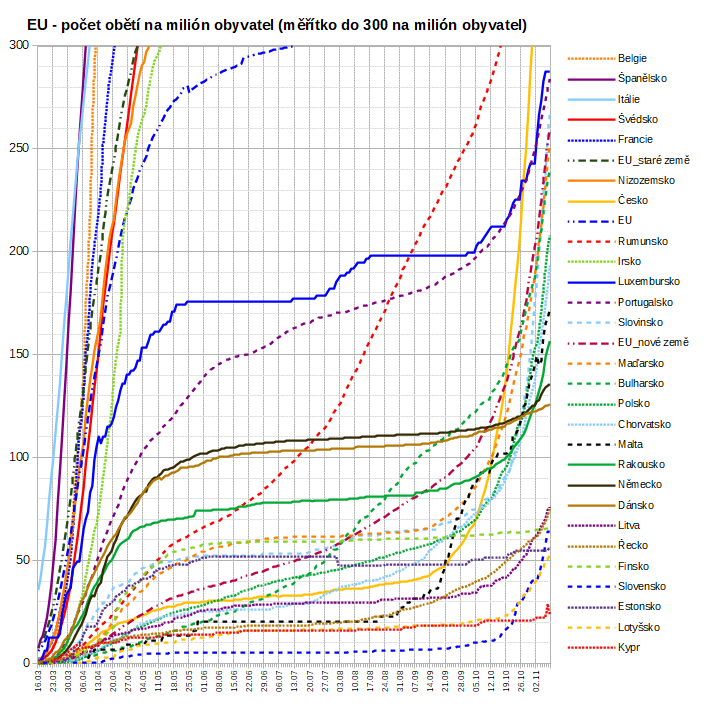 EU - počet obětí na milión obyvatel (měřítko do 300 na milión obyvatel)
300
250
200
150
100
50
0
16.03
23.03
30.03
06.04
13.04
20.04
27.04
04.05
11.05
18.05
25.05
01.06
08.06
15.06
22.06
29.06
06.07
13.07
20.07
27.07
03.08
10.08
17.08
24.08
31.08
07.09
14.09
21.09
28.09
05.10
12.10
19.10
26.10
02.11
Belgie
Španělsko
Itálie
Švédsko
Francie
EU_staré země
Nizozemsko
Česko
EU
Rumunsko
Irsko
Luxembursko
Portugalsko
Slovinsko
EU_nové země
Maďarsko
Bulharsko
Polsko
Chorvatsko
Malta
Rakousko
Německo
Dánsko
Litva
Řecko
Finsko
Slovensko
Estonsko
Lotyšsko
Kypr